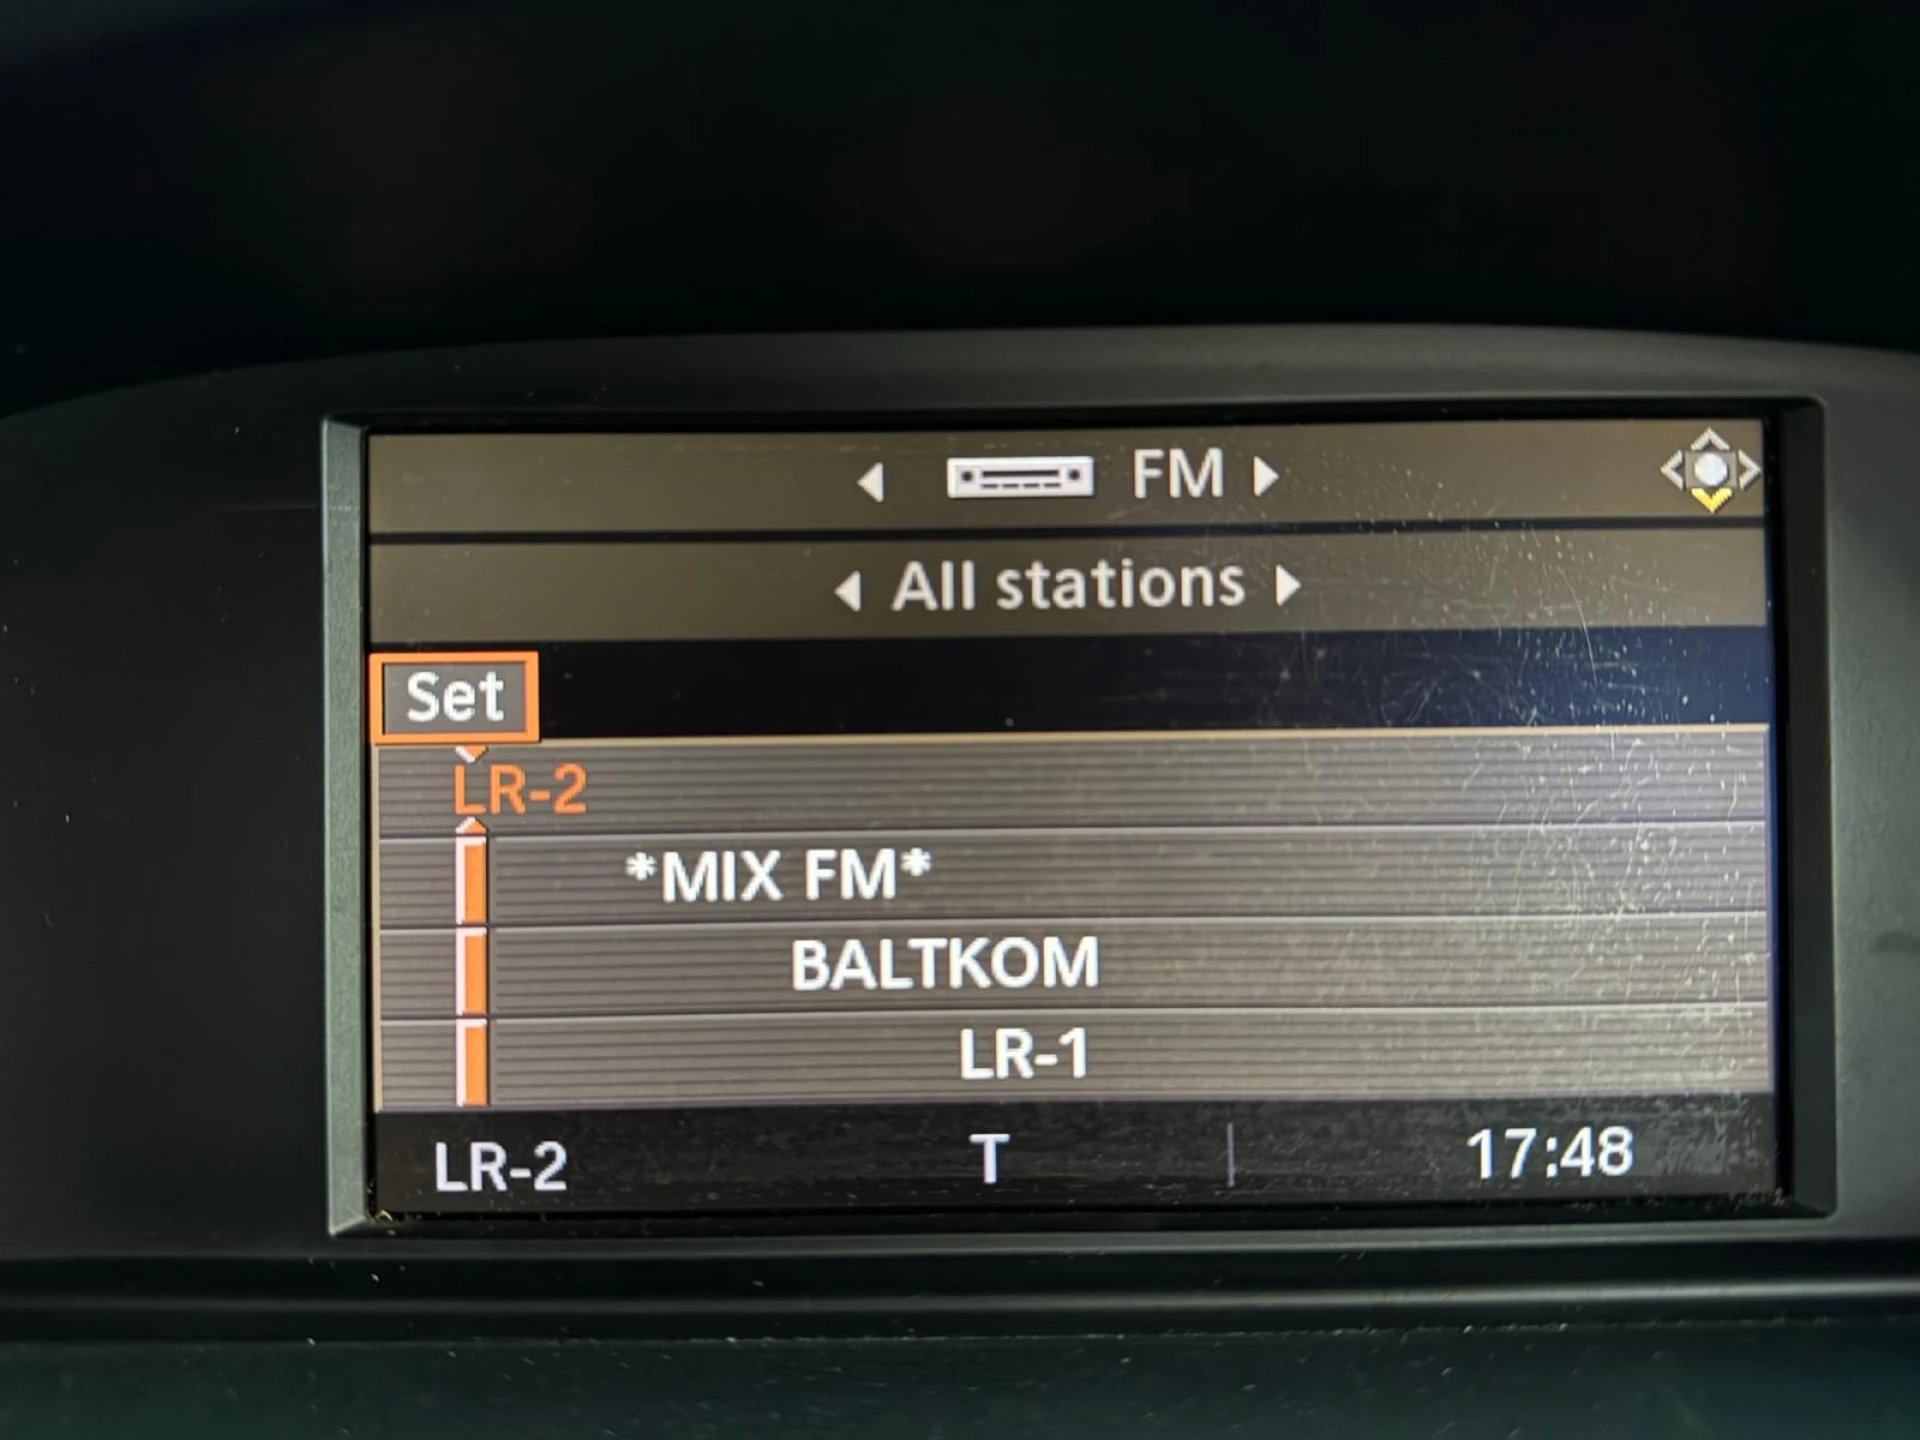 FM
All stations
Set
LR-2
*MIX FM*
BALTKOM
LR-1
LR-2 T 17:48